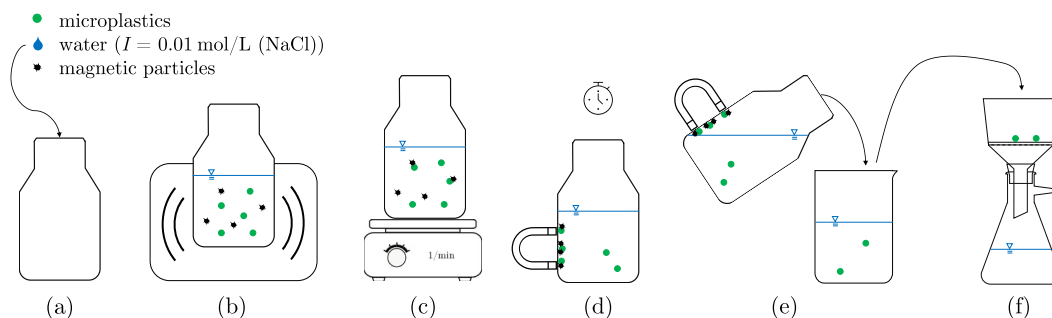 microplastics
water (I = 0.01 mol/L (NaCl))
magnetic particles
1/min
(a)
(b)
(c)
(d)
(e)
(f)